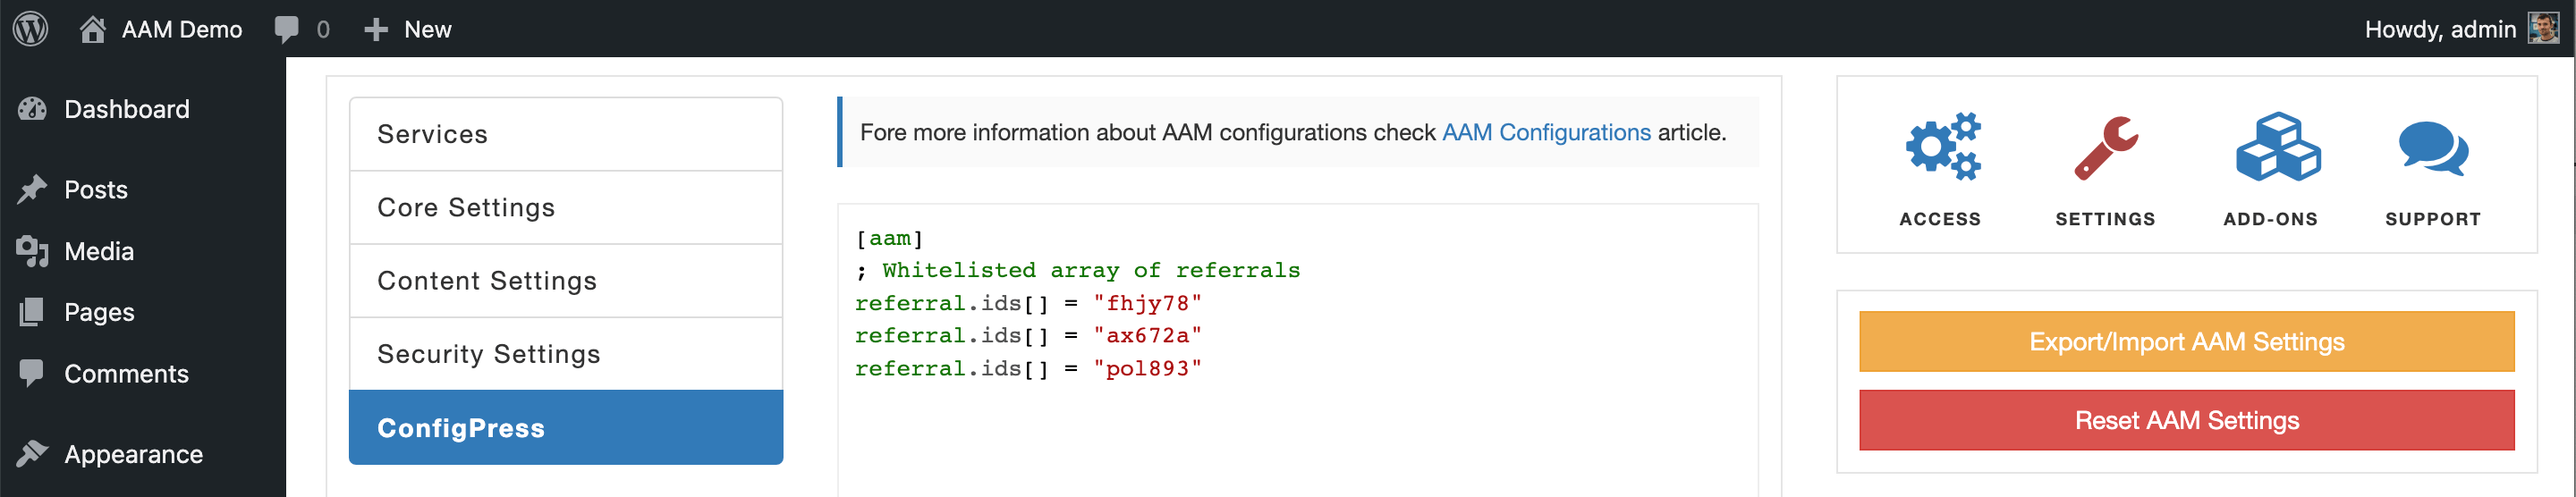 AAM Demo 0 New Howdy, admin
Dashboard
Posts
Media
Pages
Comments
Appearance
Services
Core Settings
Content Settings
Security Settings
ConfigPress
Fore more information about AAM configurations check AAM Configurations article.
[aam]
; Whitelisted array of referrals
referral.ids[] = "fhjy78"
referral.ids[] = "ax672a"
referral.ids[] = "pol893"
ACCESS SETTINGS ADD-ONS SUPPORT
Export/Import AAM Settings
Reset AAM Settings